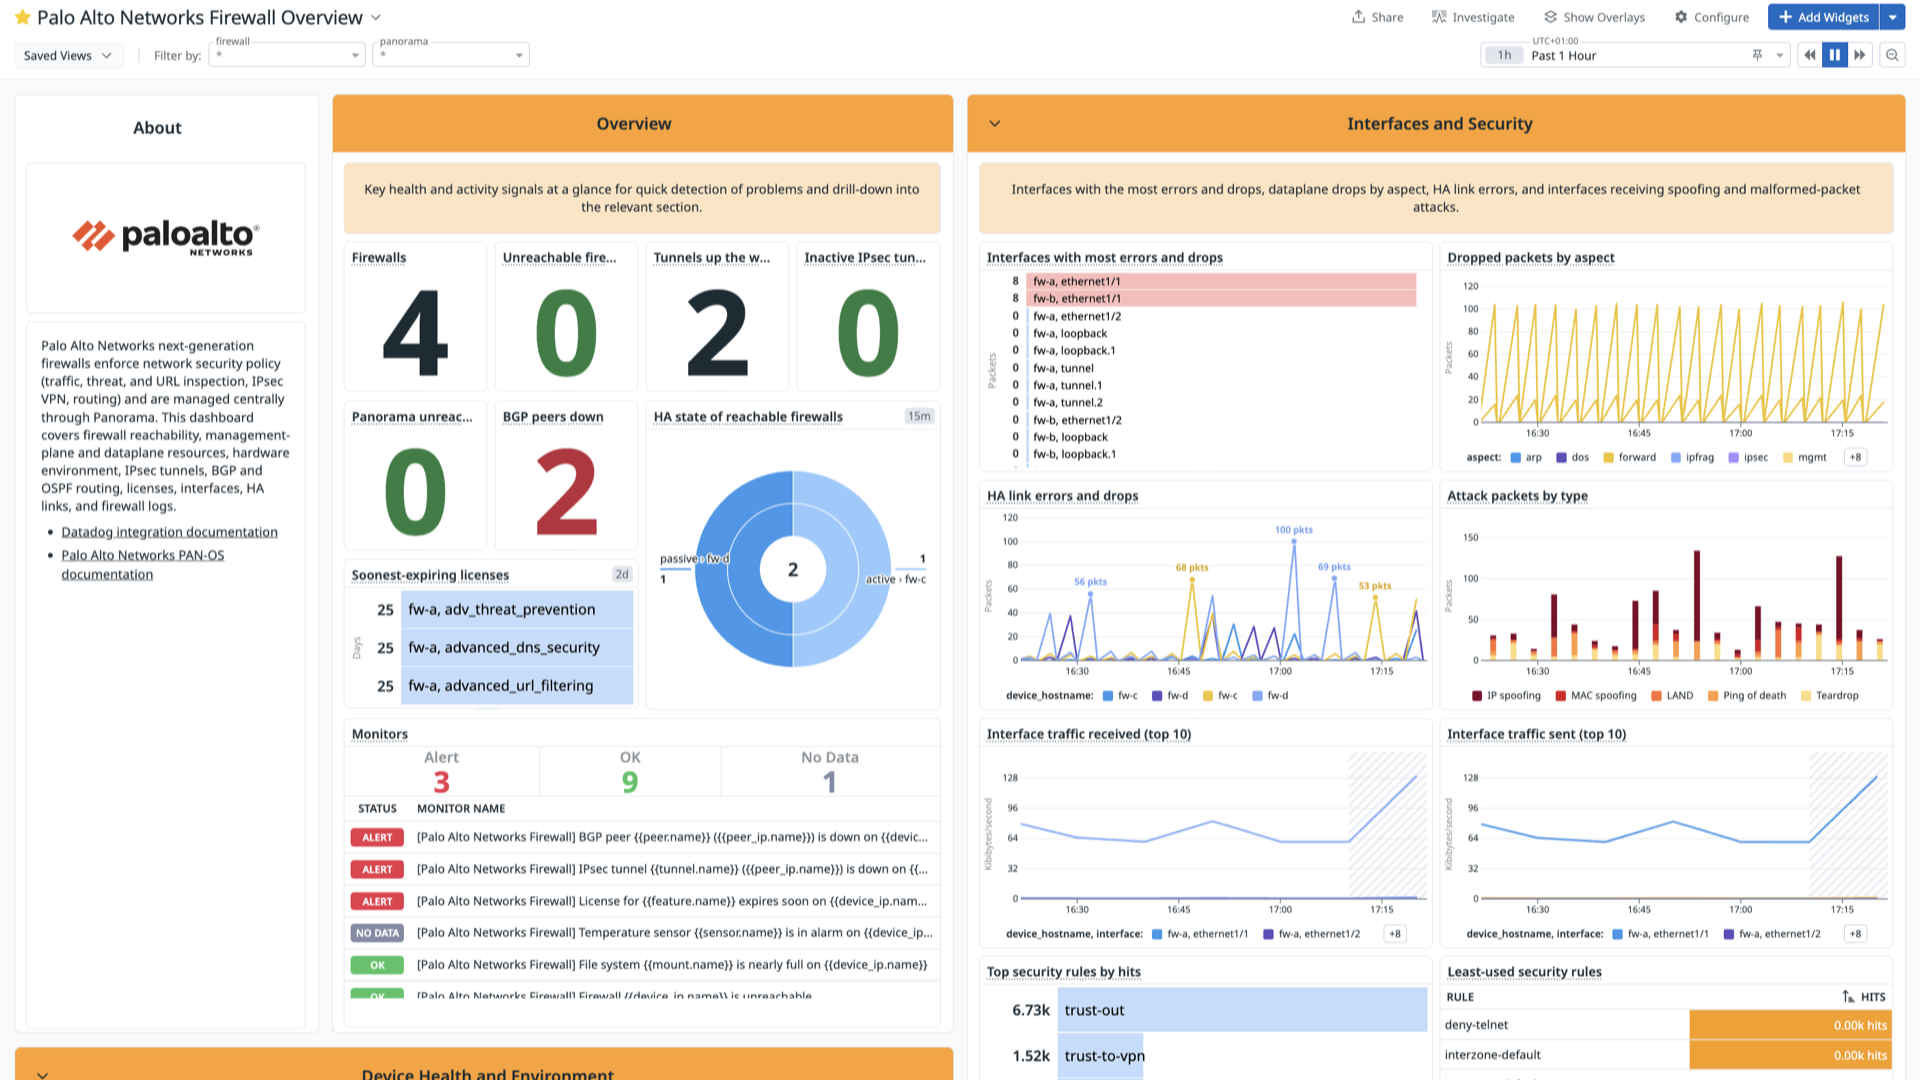 Palo Alto Networks Firewall Overview
Share
Investigate
Show Overlays
Configure
Add Widgets
Saved Views
Filter by:
firewall
*
panorama
*
UTC+01:00
1h
Past 1 Hour
About
paloalto®
NETWORKS
Palo Alto Networks next-generation
firewalls enforce network security policy
(traffic, threat, and URL inspection, IPsec
VPN, routing) and are managed centrally
through Panorama. This dashboard
covers firewall reachability, management-
plane and dataplane resources, hardware
environment, IPsec tunnels, BGP and
OSPF routing, licenses, interfaces, HA
links, and firewall logs.
• Datadog integration documentation
• Palo Alto Networks PAN-OS
documentation
Overview
Key health and activity signals at a glance for quick detection of problems and drill-down into
the relevant section.
Firewalls
4
Unreachable fire...
0
Tunnels up the w...
2
Inactive IPsec tun...
0
Panorama unreac...
0
BGP peers down
2
HA state of reachable firewalls
15m
passive › fw-d
1
2
1
active › fw-c
Soonest-expiring licenses
2d
Days
25 fw-a, adv_threat_prevention
25 fw-a, advanced_dns_security
25 fw-a, advanced_url_filtering
Monitors
Alert
3
OK
9
No Data
1
STATUS MONITOR NAME
ALERT [Palo Alto Networks Firewall] BGP peer {{peer.name}} ({{peer_ip.name}}) is down on {{devic...
ALERT [Palo Alto Networks Firewall] IPsec tunnel {{tunnel.name}} ({{peer_ip.name}}) is down on {{...
ALERT [Palo Alto Networks Firewall] License for {{feature.name}} expires soon on {{device_ip.nam...
NO DATA [Palo Alto Networks Firewall] Temperature sensor {{sensor.name}} is in alarm on {{device_ip...
OK [Palo Alto Networks Firewall] File system {{mount.name}} is nearly full on {{device_ip.name}}
OK [Palo Alto Networks Firewall] Firewall {{device_ip.name}} is unreachable
Device Health and Environment
Interfaces and Security
Interfaces with the most errors and drops, dataplane drops by aspect, HA link errors, and interfaces receiving spoofing and malformed-packet
attacks.
Interfaces with most errors and drops
Packets
8 fw-a, ethernet1/1
8 fw-b, ethernet1/1
0 fw-a, ethernet1/2
0 fw-a, loopback
0 fw-a, loopback.1
0 fw-a, tunnel
0 fw-a, tunnel.1
0 fw-a, tunnel.2
0 fw-b, ethernet1/2
0 fw-b, loopback
0 fw-b, loopback.1
Dropped packets by aspect
Packets
120
100
80
60
40
20
0
16:30 16:45 17:00 17:15
aspect: arp dos forward ipfrag ipsec mgmt +8
HA link errors and drops
Packets
120
100
80
60
40
20
0
56 pkts
68 pkts
100 pkts
69 pkts
53 pkts
16:30 16:45 17:00 17:15
device_hostname: fw-c fw-d fw-c fw-d
Attack packets by type
Packets
150
100
50
0
16:30 16:45 17:00 17:15
IP spoofing MAC spoofing LAND Ping of death Teardrop
Interface traffic received (top 10)
Kibibytes/second
128
96
64
32
0
16:30 16:45 17:00 17:15
device_hostname, interface: fw-a, ethernet1/1 fw-a, ethernet1/2 +8
Interface traffic sent (top 10)
Kibibytes/second
128
96
64
32
0
16:30 16:45 17:00 17:15
device_hostname, interface: fw-a, ethernet1/1 fw-a, ethernet1/2 +8
Top security rules by hits
6.73k trust-out
1.52k trust-to-vpn
Least-used security rules
RULE HITS
deny-telnet 0.00k hits
interzone-default 0.00k hits